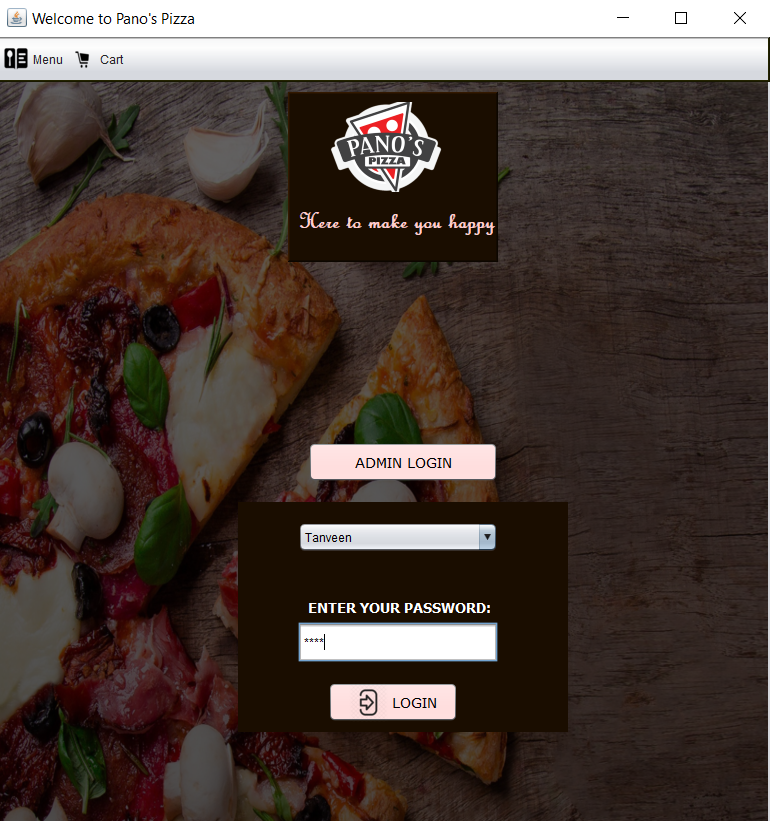 Welcome to Pano's Pizza
Menu Cart
PANO'S
PIZZA
Here to make you happy
ADMIN LOGIN
Tanveen
ENTER YOUR PASSWORD:
****
LOGIN